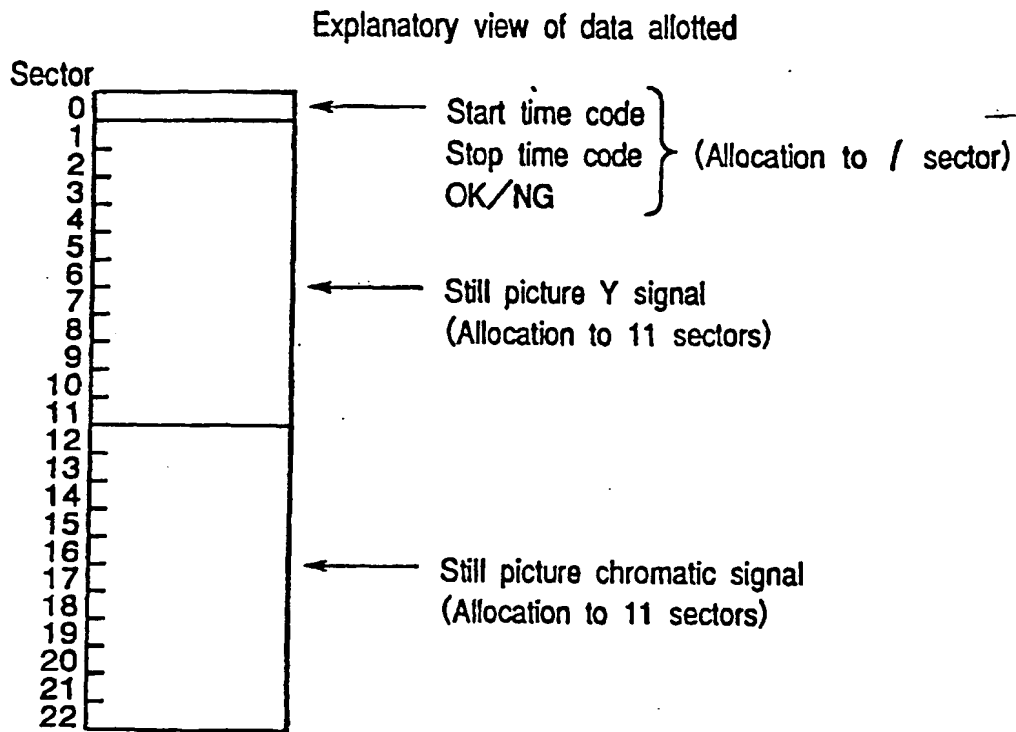 Explanatory view of data allotted
Sector
0
1
2
3
4
5
6
7
8
9
10
11
12
13
14
15
16
17
18
19
20
21
22
Start time code
Stop time code
OK/NG
(Allocation to 1 sector)
Still picture Y signal
(Allocation to 11 sectors)
Still picture chromatic signal
(Allocation to 11 sectors)